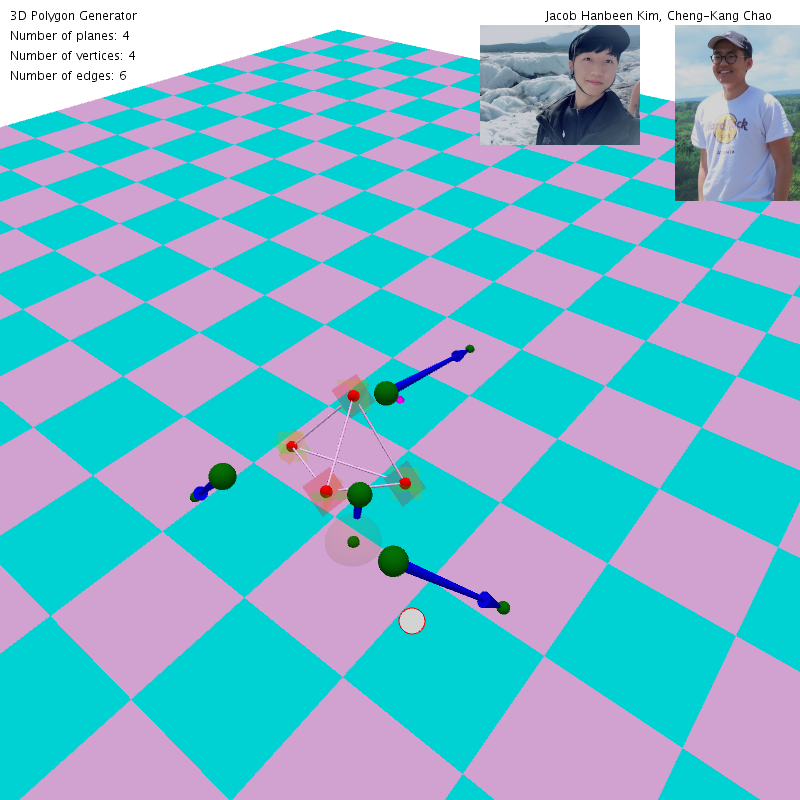 3D Polygon Generator
Jacob Hanbeen Kim, Cheng-Kang Chao
Number of planes: 4
Number of vertices: 4
Number of edges: 6